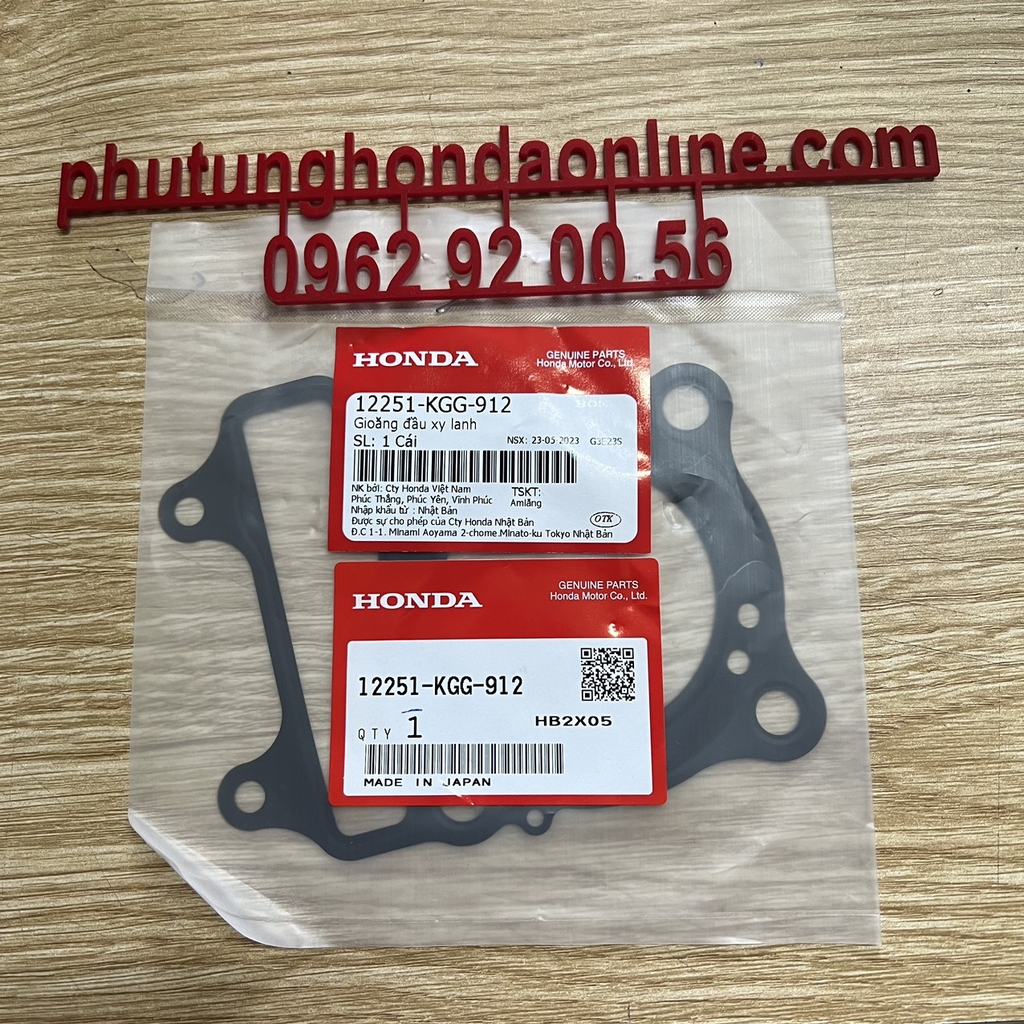 phutunghondaonline.com
0962 92 00 56
HONDA
GENUINE PARTS
Honda Motor Co., Ltd.
12251-KGG-912
Gioăng đầu xy lanh
SL: 1 Cái
NSX: 23-05-2023 G3E23S
NK bởi: Cty Honda Việt Nam
Phúc Thắng, Phúc Yên, Vĩnh Phúc
TSKT:
Amiăng
Nhập khẩu từ : Nhật Bản
Được sự cho phép của Cty Honda Nhật Bản
OTK
Đ.C 1-1. Minami Aoyama 2-chome.Minato-ku Tokyo Nhật Bản
HONDA
GENUINE PARTS
Honda Motor Co., Ltd.
12251-KGG-912
HB2X05
QTY 1
MADE IN JAPAN